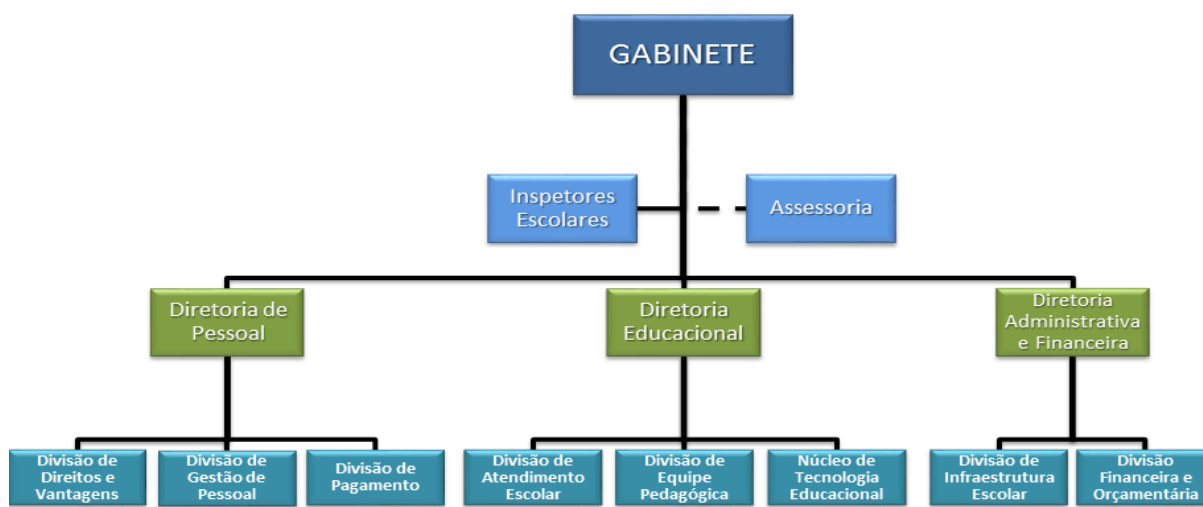 GABINETE
Inspetores
Escolares
Assessoria
Diretoria de
Pessoal
Diretoria
Educacional
Diretoria
Administrativa
e Financeira
Divisão de
Direitos e
Vantagens
Divisão de
Gestão de
Pessoal
Divisão de
Pagamento
Divisão de
Atendimento
Escolar
Divisão de
Equipe
Pedagógica
Núcleo de
Tecnologia
Educacional
Divisão de
Infraestrutura
Escolar
Divisão
Financeira e
Orçamentária